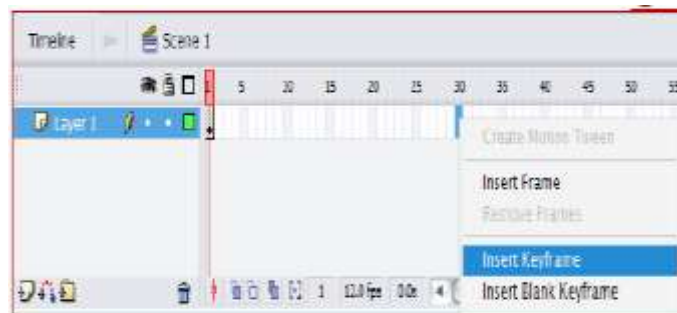 Timeline Scene 1
1 5 10 15 20 25 30 35 40 45 50 55
Layer 1
Create Motion Tween
Insert Frame
Remove Frames
Insert Keyframe
1 12.0 fps 0.0s Insert Blank Keyframe